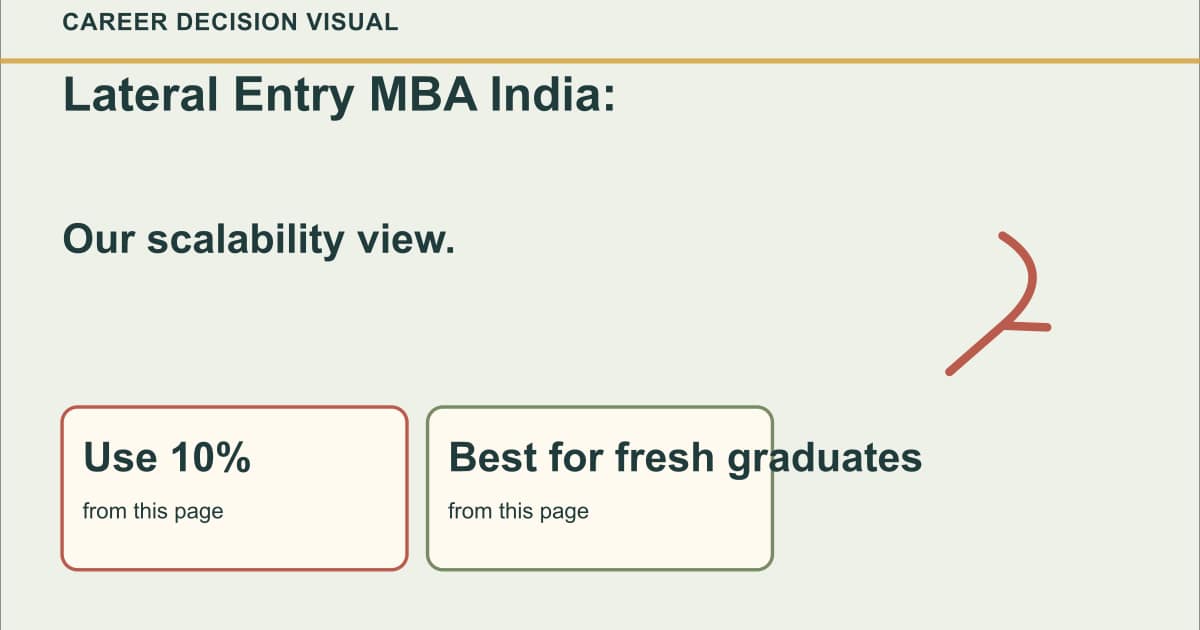 CAREER DECISION VISUAL
Lateral Entry MBA India:
Our scalability view.
Use 10%
from this page
Best for fresh graduates
from this page